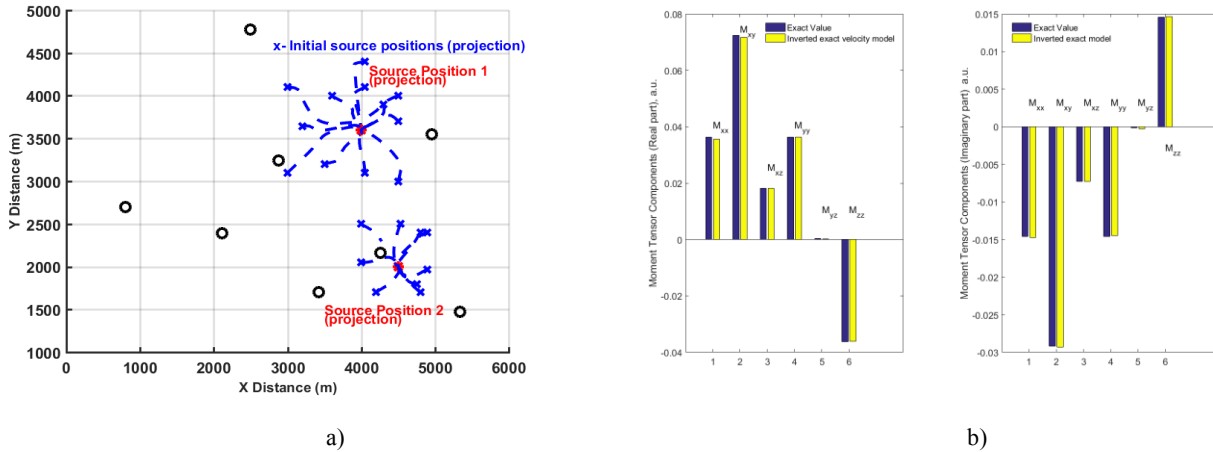 5000
4500
4000
3500
3000
2500
2000
1500
1000
Y Distance (m)
x- Initial source positions (projection)
Source Position 1
(projection)
Source Position 2
(projection)
0
1000
2000
3000
4000
5000
6000
X Distance (m)
a)
0.08
0.06
0.04
0.02
0
-0.02
-0.04
Moment Tensor Components (Real part), a.u.
Exact Value
Inverted exact velocity model
Mxx
Mxy
Mxz
Myy
Myz
Mzz
1
2
3
4
5
6
0.015
0.01
0.005
0
-0.005
-0.01
-0.015
-0.02
-0.025
-0.03
Moment Tensor Components (Imaginary part) a.u.
Exact Value
Inverted exact model
Mxx
Mxy
Mxz
Myy
Myz
Mzz
1
2
3
4
5
6
b)